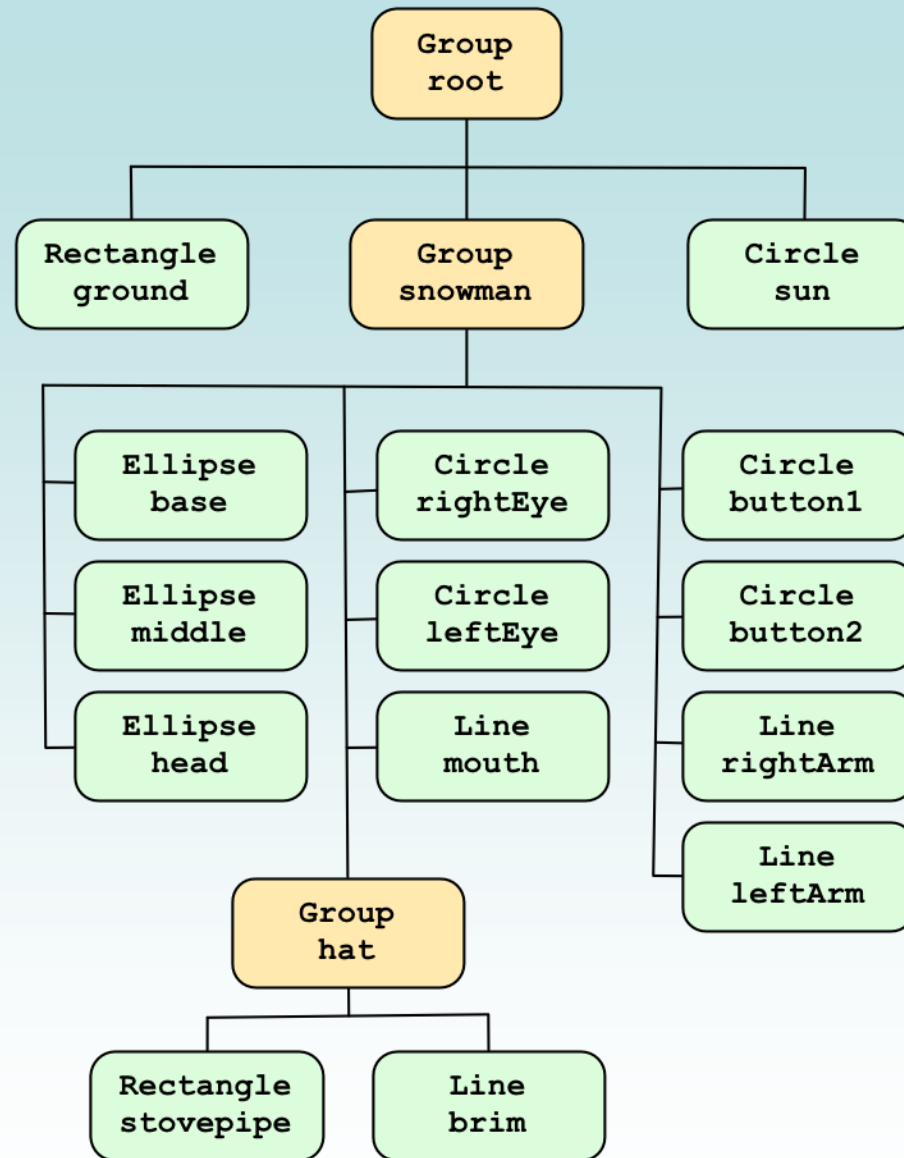 Group
root
Rectangle
ground
Group
snowman
Circle
sun
Ellipse
base
Circle
rightEye
Circle
button1
Ellipse
middle
Circle
leftEye
Circle
button2
Ellipse
head
Line
mouth
Line
rightArm
Line
leftArm
Group
hat
Rectangle
stovepipe
Line
brim